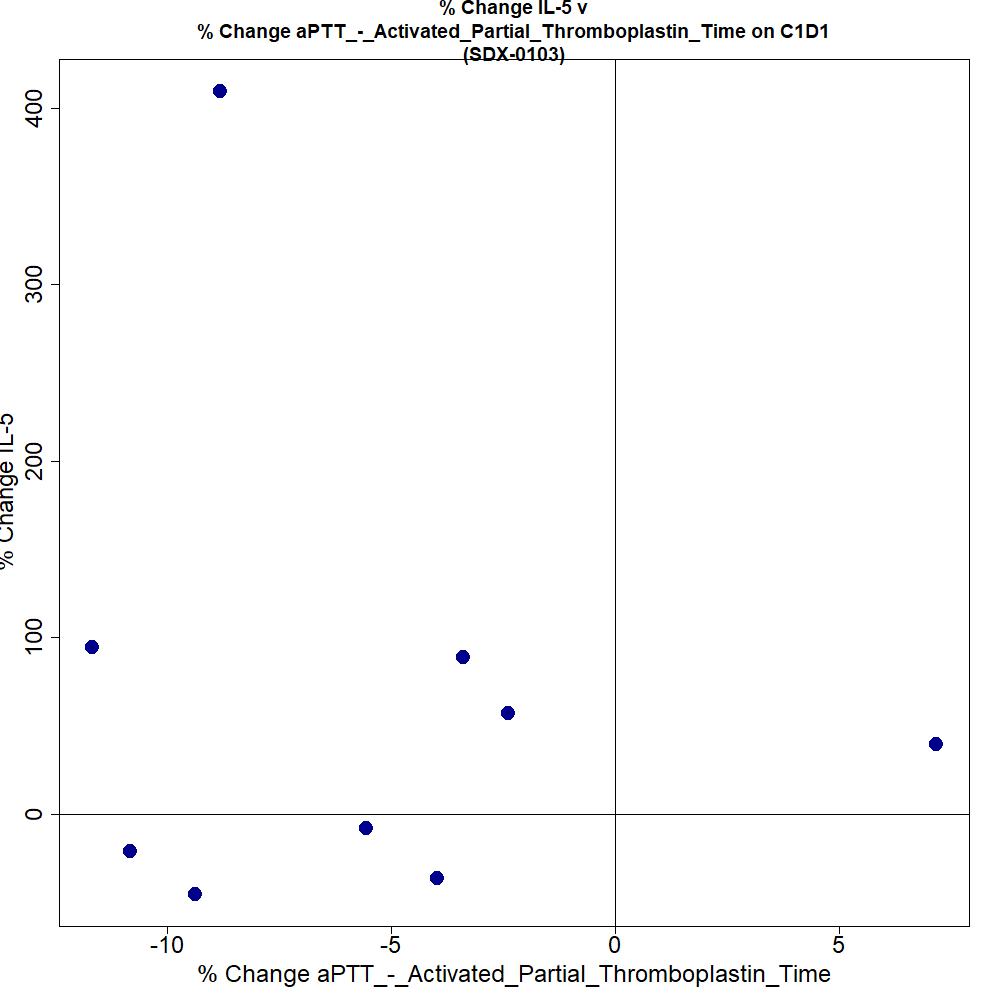 % Change IL-5 v
% Change aPTT_-_Activated_Partial_Thromboplastin_Time on C1D1
(SDX-0103)
400
300
200
100
0
% Change IL-5
-10
-5
0
5
% Change aPTT_-_Activated_Partial_Thromboplastin_Time